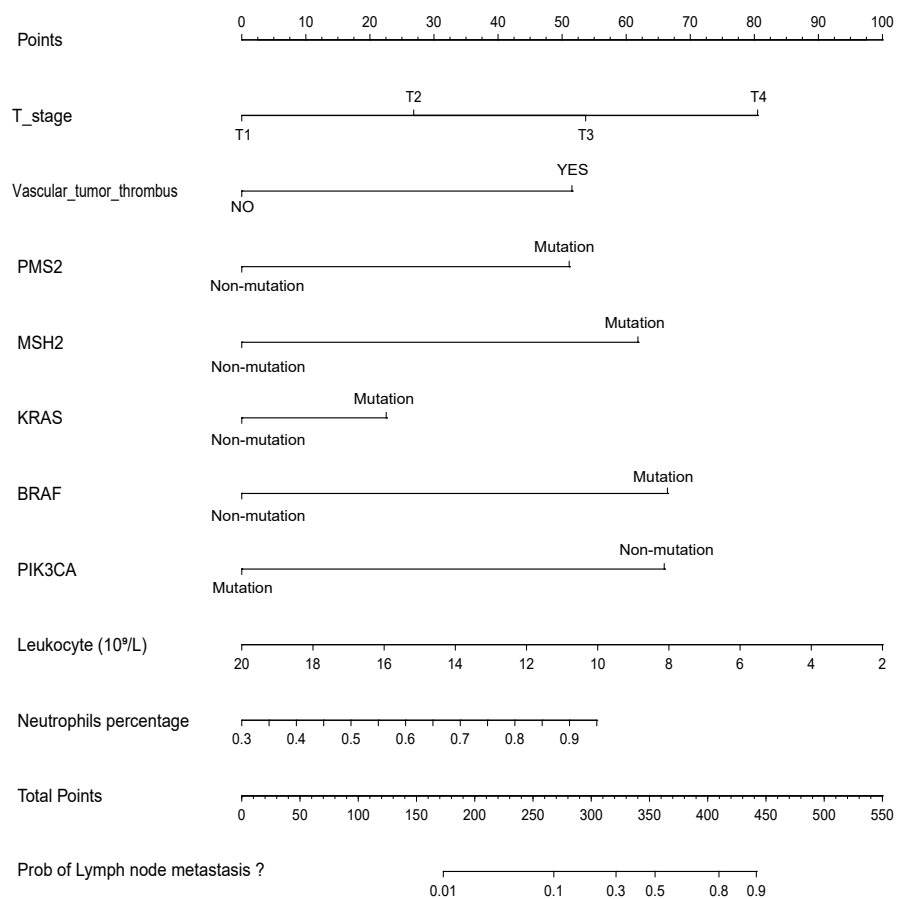 Points
0 10 20 30 40 50 60 70 80 90 100
T_stage
T2 T4
T1 T3
Vascular_tumor_thrombus
YES
NO
PMS2
Mutation
Non-mutation
MSH2
Mutation
Non-mutation
KRAS
Mutation
Non-mutation
BRAF
Mutation
Non-mutation
PIK3CA
Non-mutation
Mutation
Leukocyte (10⁹/L)
20 18 16 14 12 10 8 6 4 2
Neutrophils percentage
0.3 0.4 0.5 0.6 0.7 0.8 0.9
Total Points
0 50 100 150 200 250 300 350 400 450 500 550
Prob of Lymph node metastasis ?
0.01 0.1 0.3 0.5 0.8 0.9